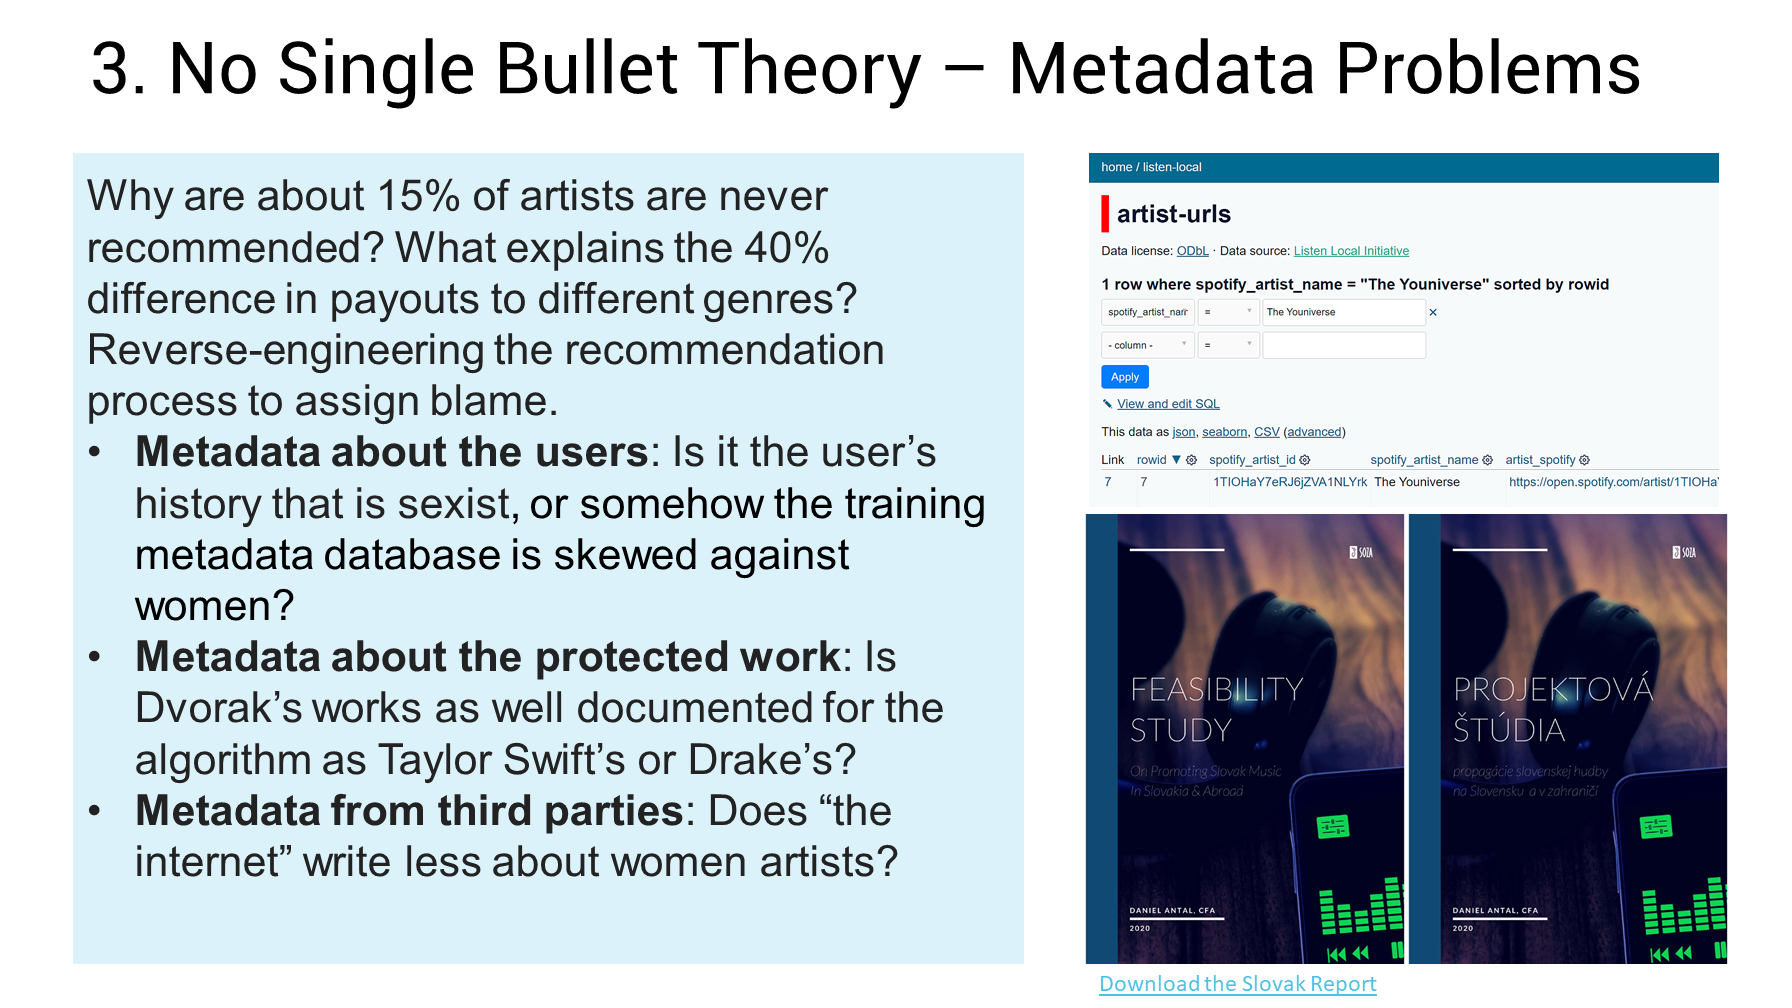 3. No Single Bullet Theory – Metadata Problems
Why are about 15% of artists are never
recommended? What explains the 40%
difference in payouts to different genres?
Reverse-engineering the recommendation
process to assign blame.
• Metadata about the users: Is it the user’s
history that is sexist, or somehow the training
metadata database is skewed against
women?
• Metadata about the protected work: Is
Dvorak’s works as well documented for the
algorithm as Taylor Swift’s or Drake’s?
• Metadata from third parties: Does “the
internet” write less about women artists?
home / listen-local
artist-urls
Data license: ODbL · Data source: Listen Local Initiative
1 row where spotify_artist_name = "The Youniverse" sorted by rowid
spotify_artist_nam = The Youniverse ×
- column - =
Apply
View and edit SQL
This data as json, seaborn, CSV (advanced)
Link rowid ▼ spotify_artist_id spotify_artist_name artist_spotify
7 7 1TIOHaY7eRJ6jZVA1NLYrk The Youniverse https://open.spotify.com/artist/1TIOHa
SOZA
FEASIBILITY
STUDY
On Promoting Slovak Music
In Slovakia & Abroad
DANIEL ANTAL, CFA
2020
SOZA
PROJEKTOVÁ
ŠTÚDIA
propagácie slovenskej hudby
na Slovensku a v zahraničí
DANIEL ANTAL, CFA
2020
Download the Slovak Report